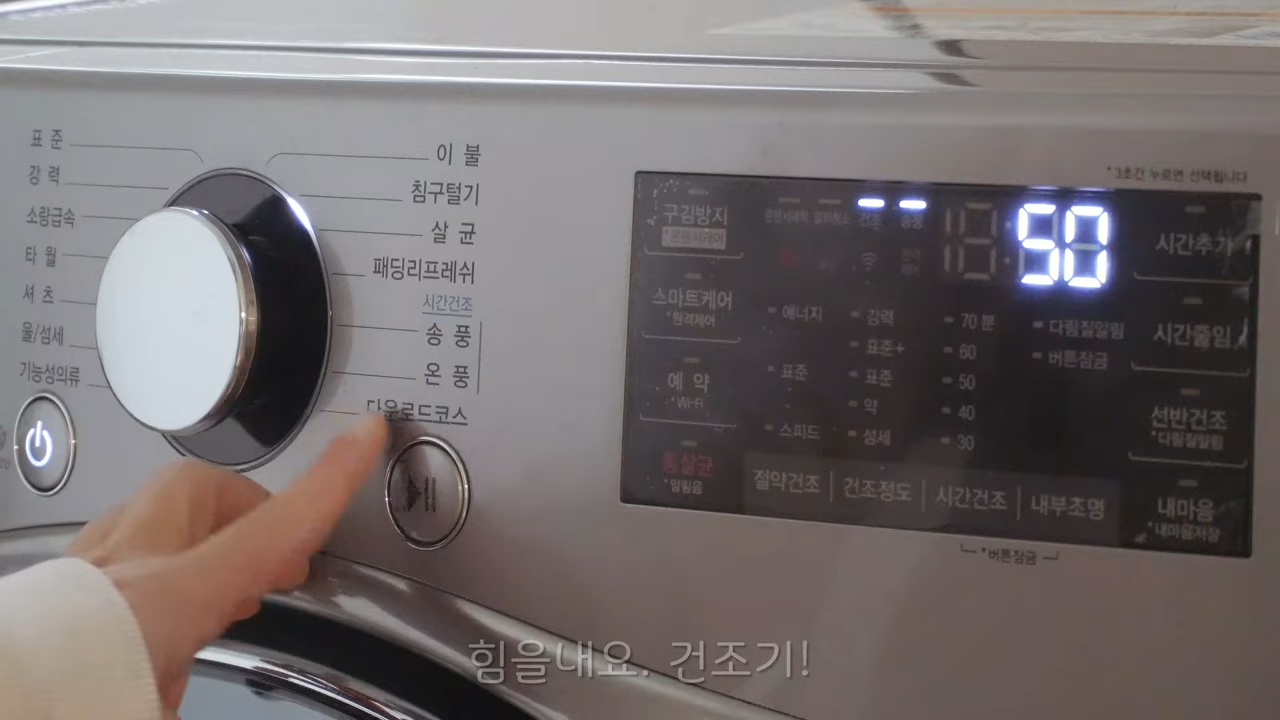 표 준
강 력
소량급속
타 월
셔 츠
울/섬세
기능성의류
이 불
침구털기
살 균
패딩리프레쉬
시간건조
송 풍
온 풍
다운로드코스
*3초간 누르면 선택됩니다
구김방지
스마트케어
*원격제어
예 약
*Wi-Fi
통살균
*알림음
건조
송풍
50
에너지
표준
스피드
강력
표준+
표준
약
섬세
70 분
60
50
40
30
다림질알림
버튼잠금
시간추가
시간줄임
선반건조
*다림질알림
내마음
*내마음저장
절약건조
건조정도
시간건조
내부조명
*버튼잠금
힘을내요. 건조기!